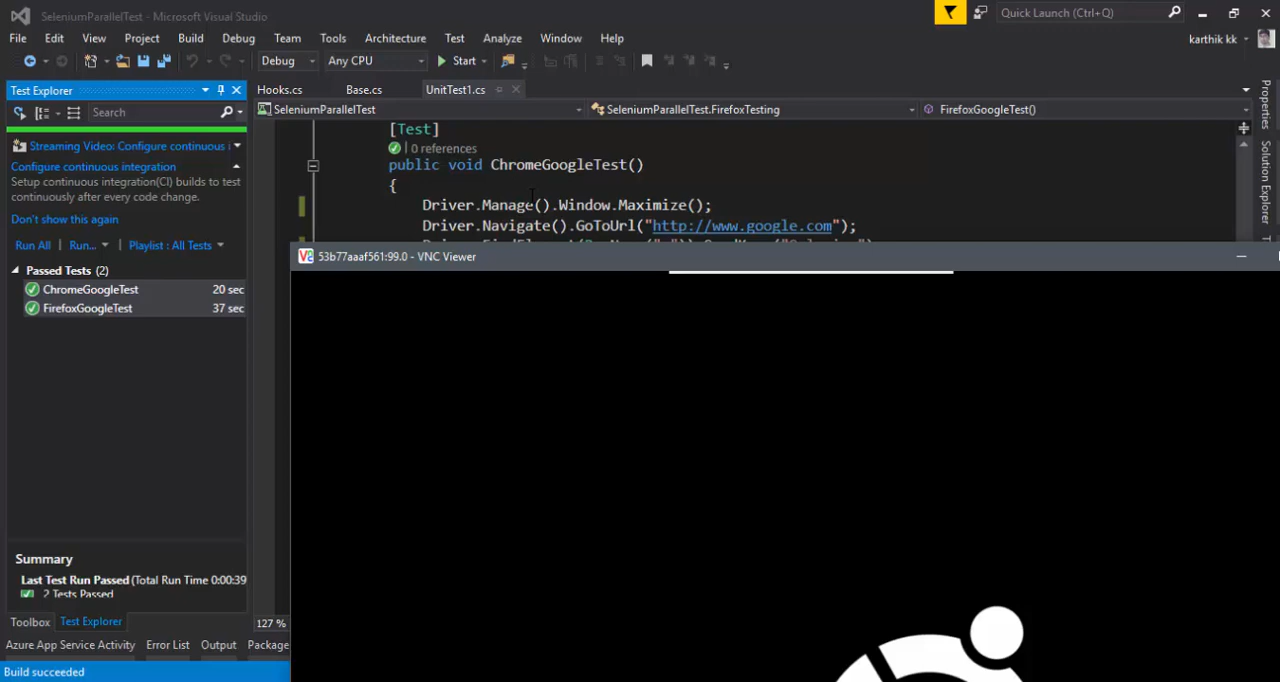 SeleniumParallelTest - Microsoft Visual Studio
Quick Launch (Ctrl+Q)
File Edit View Project Build Debug Team Tools Architecture Test Analyze Window Help
karthik kk
Debug Any CPU Start
Test Explorer
Hooks.cs Base.cs UnitTest1.cs
SeleniumParallelTest SeleniumParallelTest.FirefoxTesting FirefoxGoogleTest()
Search
[Test]
0 references
public void ChromeGoogleTest()
{
Driver.Manage().Window.Maximize();
Driver.Navigate().GoToUrl("http://www.google.com");
Streaming Video: Configure continuous
Configure continuous integration
Setup continuous integration(CI) builds to test
continuously after every code change.
Don't show this again
Run All | Run... | Playlist : All Tests
Passed Tests (2)
ChromeGoogleTest 20 sec
FirefoxGoogleTest 37 sec
53b77aaaf561:99.0 - VNC Viewer
Summary
Last Test Run Passed (Total Run Time 0:00:39
2 Tests Passed
Toolbox Test Explorer
127 %
Azure App Service Activity Error List Output Package
Build succeeded
Properties
Solution Explorer